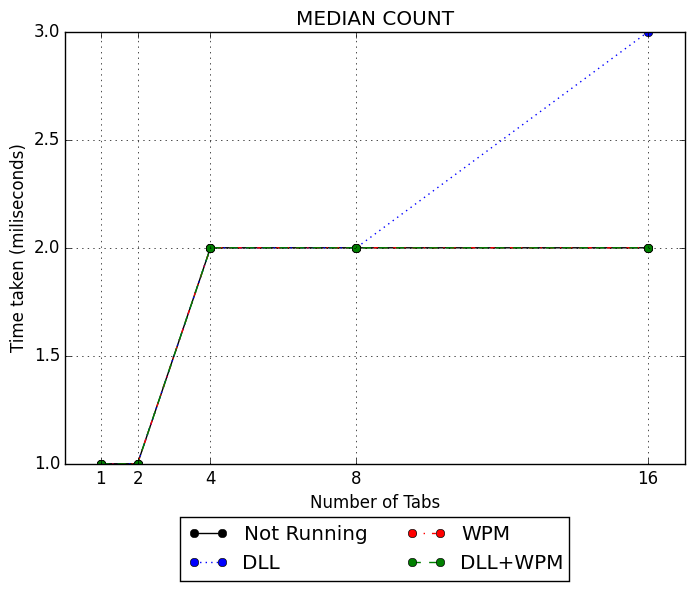 MEDIAN COUNT
3.0
2.5
2.0
1.5
1.0
Time taken (miliseconds)
1 2 4 8 16
Number of Tabs
Not Running WPM
DLL DLL+WPM